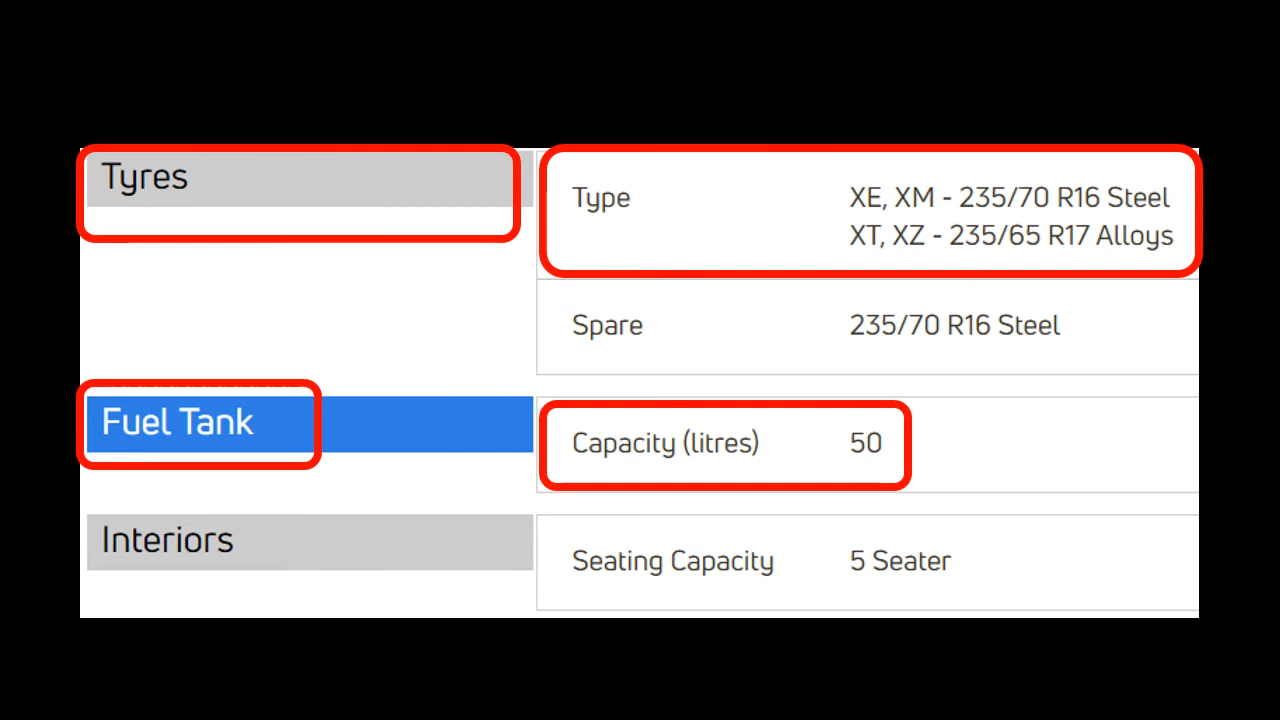 Tyres
Type XE, XM - 235/70 R16 Steel
XT, XZ - 235/65 R17 Alloys
Spare 235/70 R16 Steel
Fuel Tank
Capacity (litres) 50
Interiors
Seating Capacity 5 Seater